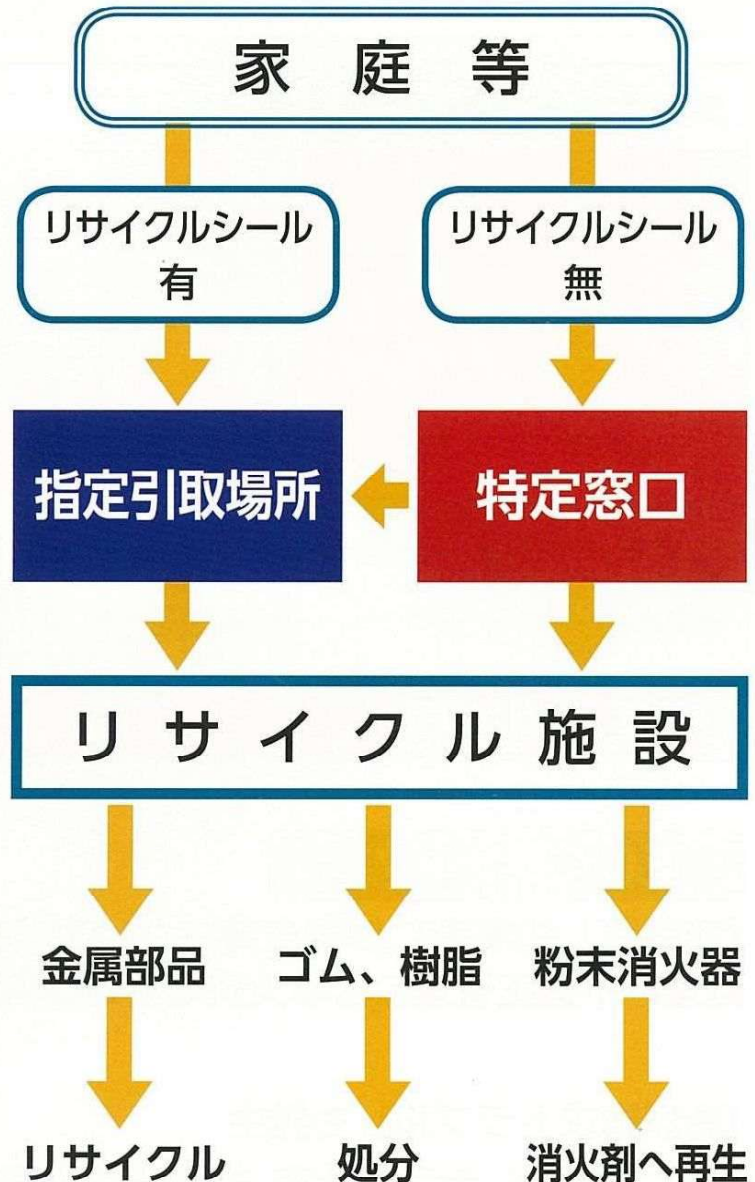 家庭等
リサイクルシール
有
リサイクルシール
無
指定引取場所
特定窓口
リサイクル施設
金属部品
ゴム、樹脂
粉末消火器
リサイクル
処分
消火剤へ再生